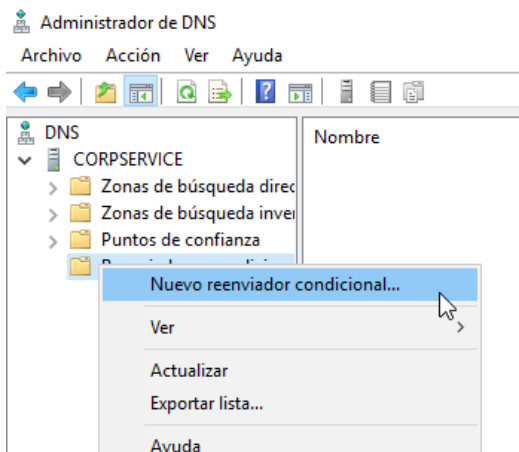 Administrador de DNS
Archivo Acción Ver Ayuda
DNS
Nombre
CORPSERVICE
Zonas de búsqueda direc
Zonas de búsqueda inver
Puntos de confianza
Nuevo reenviador condicional...
Ver
Actualizar
Exportar lista...
Ayuda